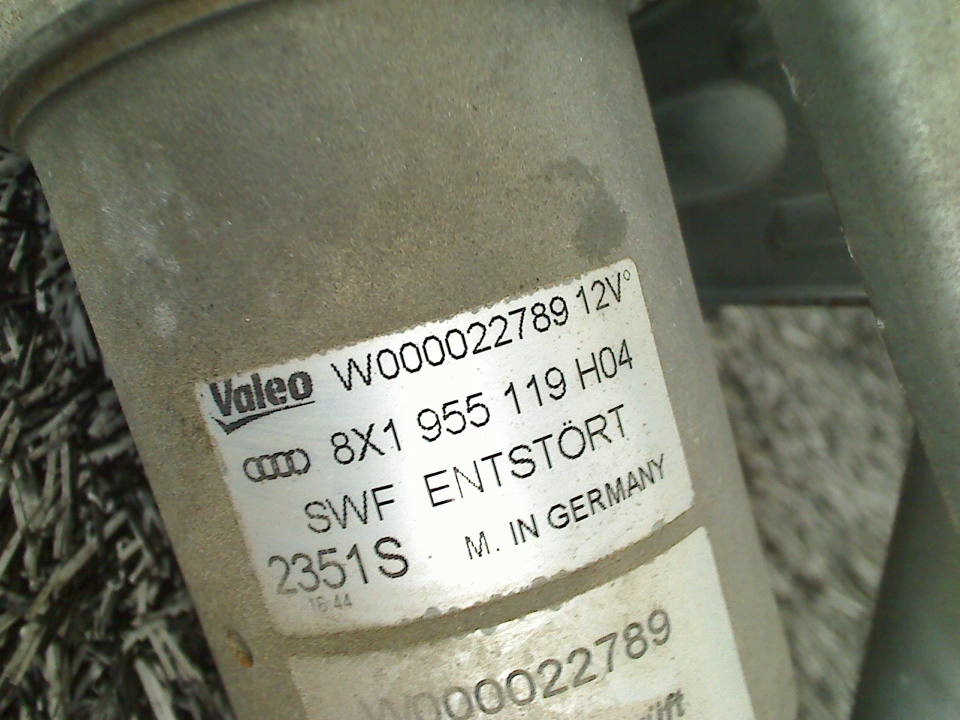 Valeo W000022789 12V°
8X1 955 119 H04
SWF ENTSTÖRT
2351S M. IN GERMANY
16:44
W000022789